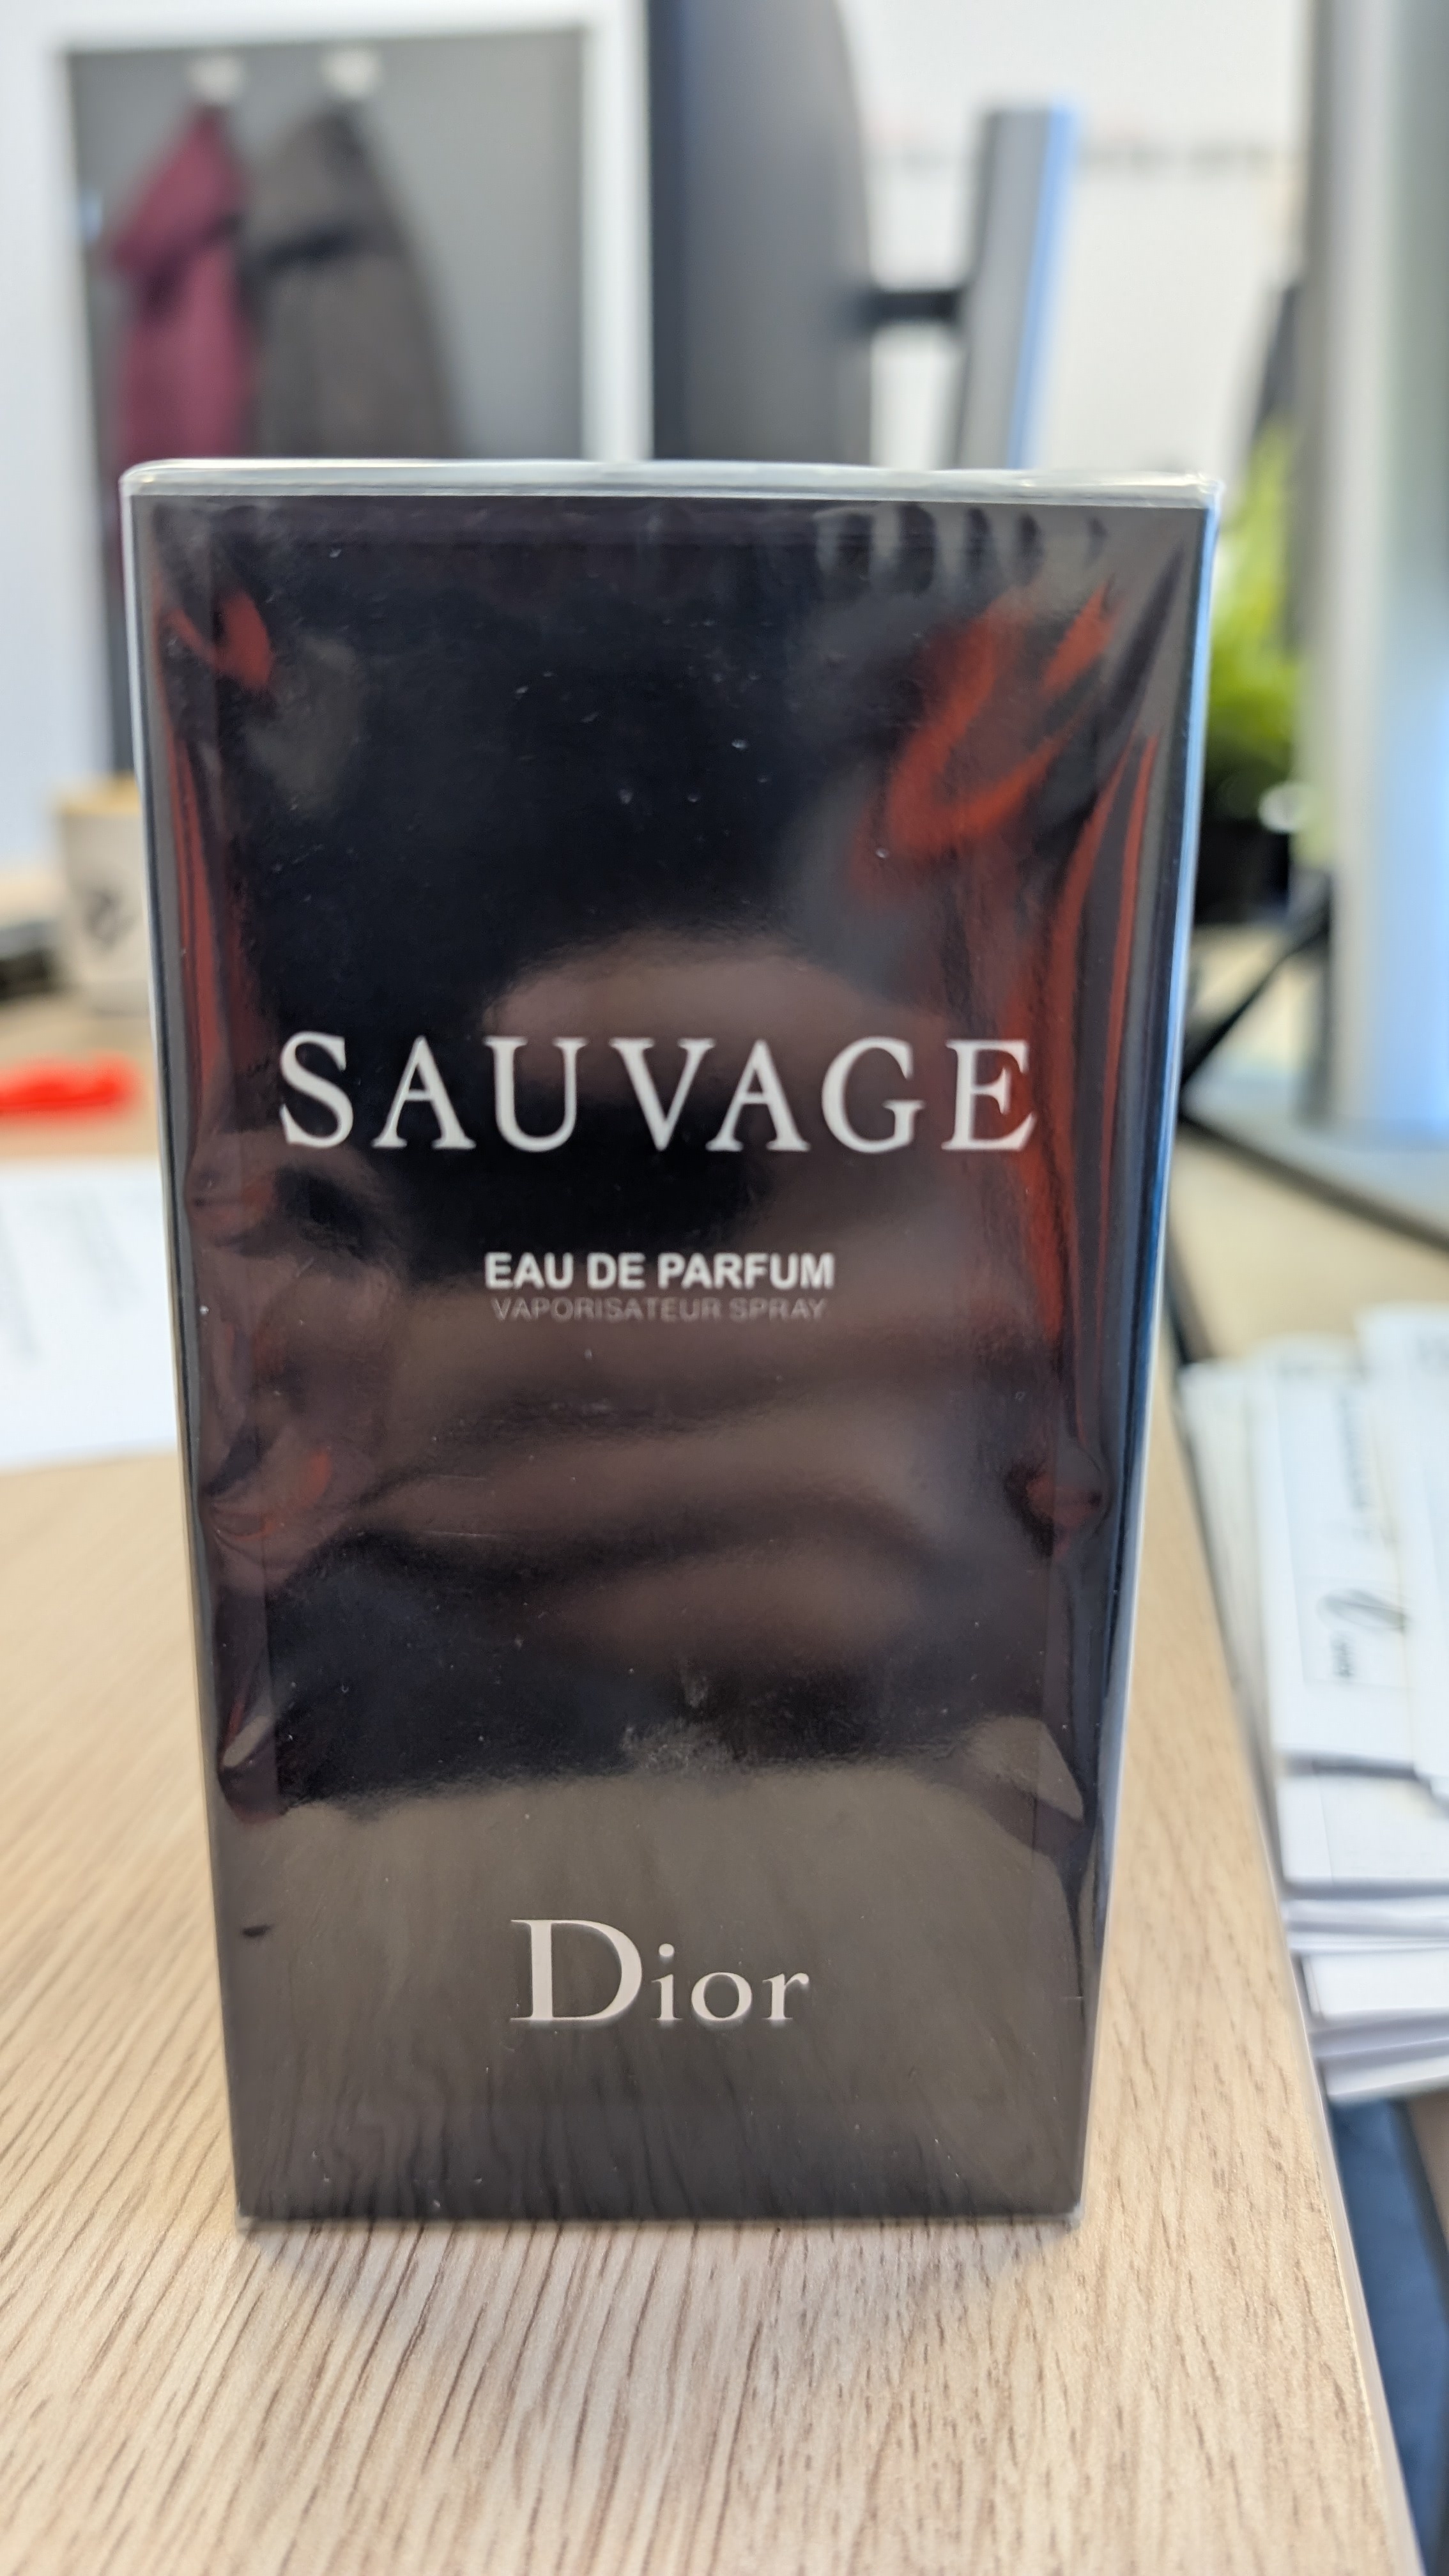 SAUVAGE
EAU DE PARFUM
VAPORISATEUR SPRAY
Dior